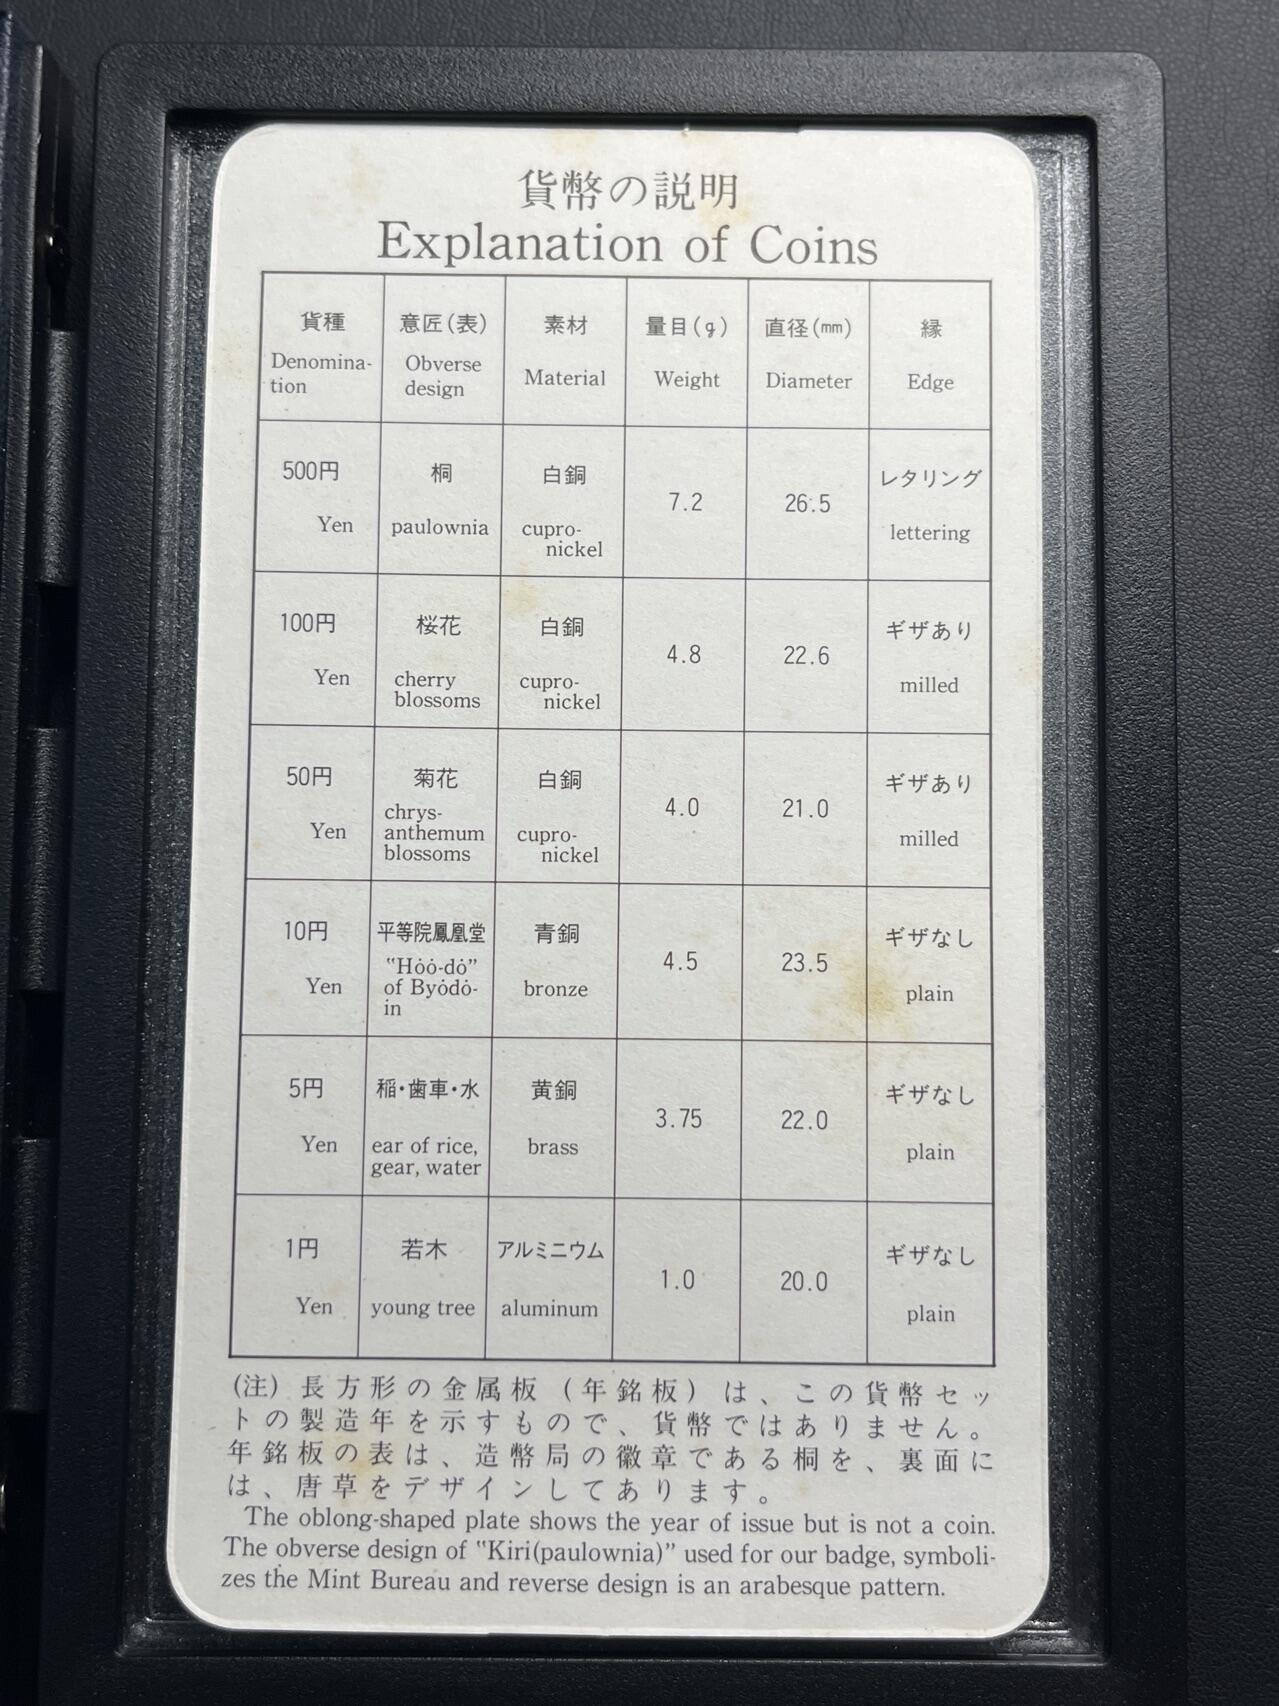 貨幣の説明
Explanation of Coins
貨種
Denomina-
tion
意匠(表)
Obverse
design
素材
Material
量目(g)
Weight
直径(mm)
Diameter
縁
Edge
500円
Yen
桐
paulownia
白銅
cupro-
nickel
7.2
26.5
レタリング
lettering
100円
Yen
桜花
cherry
blossoms
白銅
cupro-
nickel
4.8
22.6
ギザあり
milled
50円
Yen
菊花
chrys-
anthemum
blossoms
白銅
cupro-
nickel
4.0
21.0
ギザあり
milled
10円
Yen
平等院鳳凰堂
"Hȯȯ-dȯ"
of Byȯdȯ-
in
青銅
bronze
4.5
23.5
ギザなし
plain
5円
Yen
稲・歯車・水
ear of rice,
gear, water
黄銅
brass
3.75
22.0
ギザなし
plain
1円
Yen
若木
young tree
アルミニウム
aluminum
1.0
20.0
ギザなし
plain
(注) 長方形の金属板（年銘板）は、この貨幣セッ
トの製造年を示すもので、貨幣ではありません。
年銘板の表は、造幣局の徽章である桐を、裏面に
は、唐草をデザインしてあります。
The oblong-shaped plate shows the year of issue but is not a coin.
The obverse design of "Kiri(paulownia)" used for our badge, symboli-
zes the Mint Bureau and reverse design is an arabesque pattern.